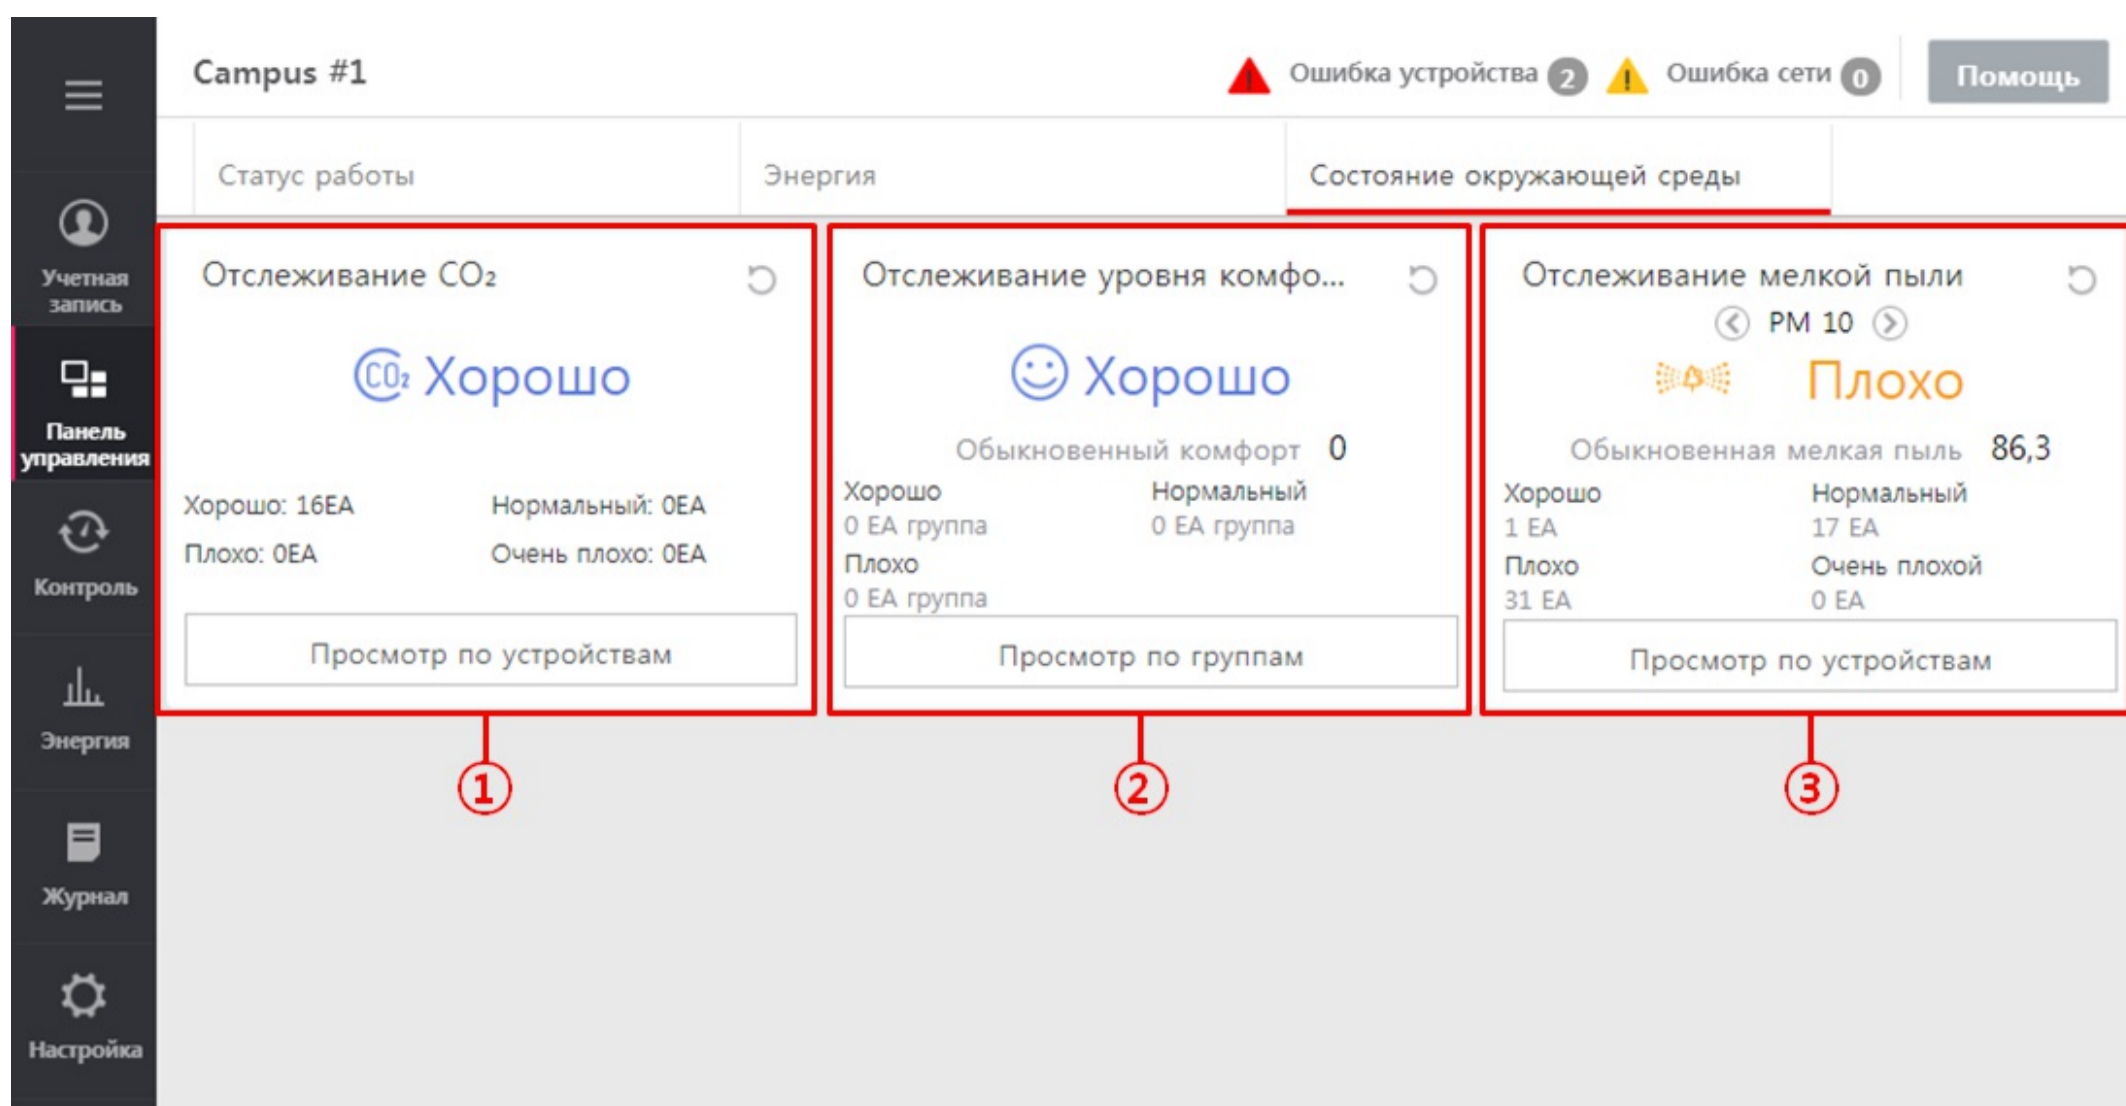 Campus #1
Ошибка устройства 2
Ошибка сети 0
Помощь
Статус работы
Энергия
Состояние окружающей среды
Учетная
запись
Панель
управления
Контроль
Энергия
Журнал
Настройка
Отслеживание CO₂
CO₂ Хорошо
Хорошо: 16EA
Нормальный: 0EA
Плохо: 0EA
Очень плохо: 0EA
Просмотр по устройствам
1
Отслеживание уровня комфо...
Хорошо
Обыкновенный комфорт 0
Хорошо
Нормальный
0 EA группа
0 EA группа
Плохо
0 EA группа
Просмотр по группам
2
Отслеживание мелкой пыли
PM 10
Плохо
Обыкновенная мелкая пыль 86,3
Хорошо
Нормальный
1 EA
17 EA
Плохо
Очень плохой
31 EA
0 EA
Просмотр по устройствам
3